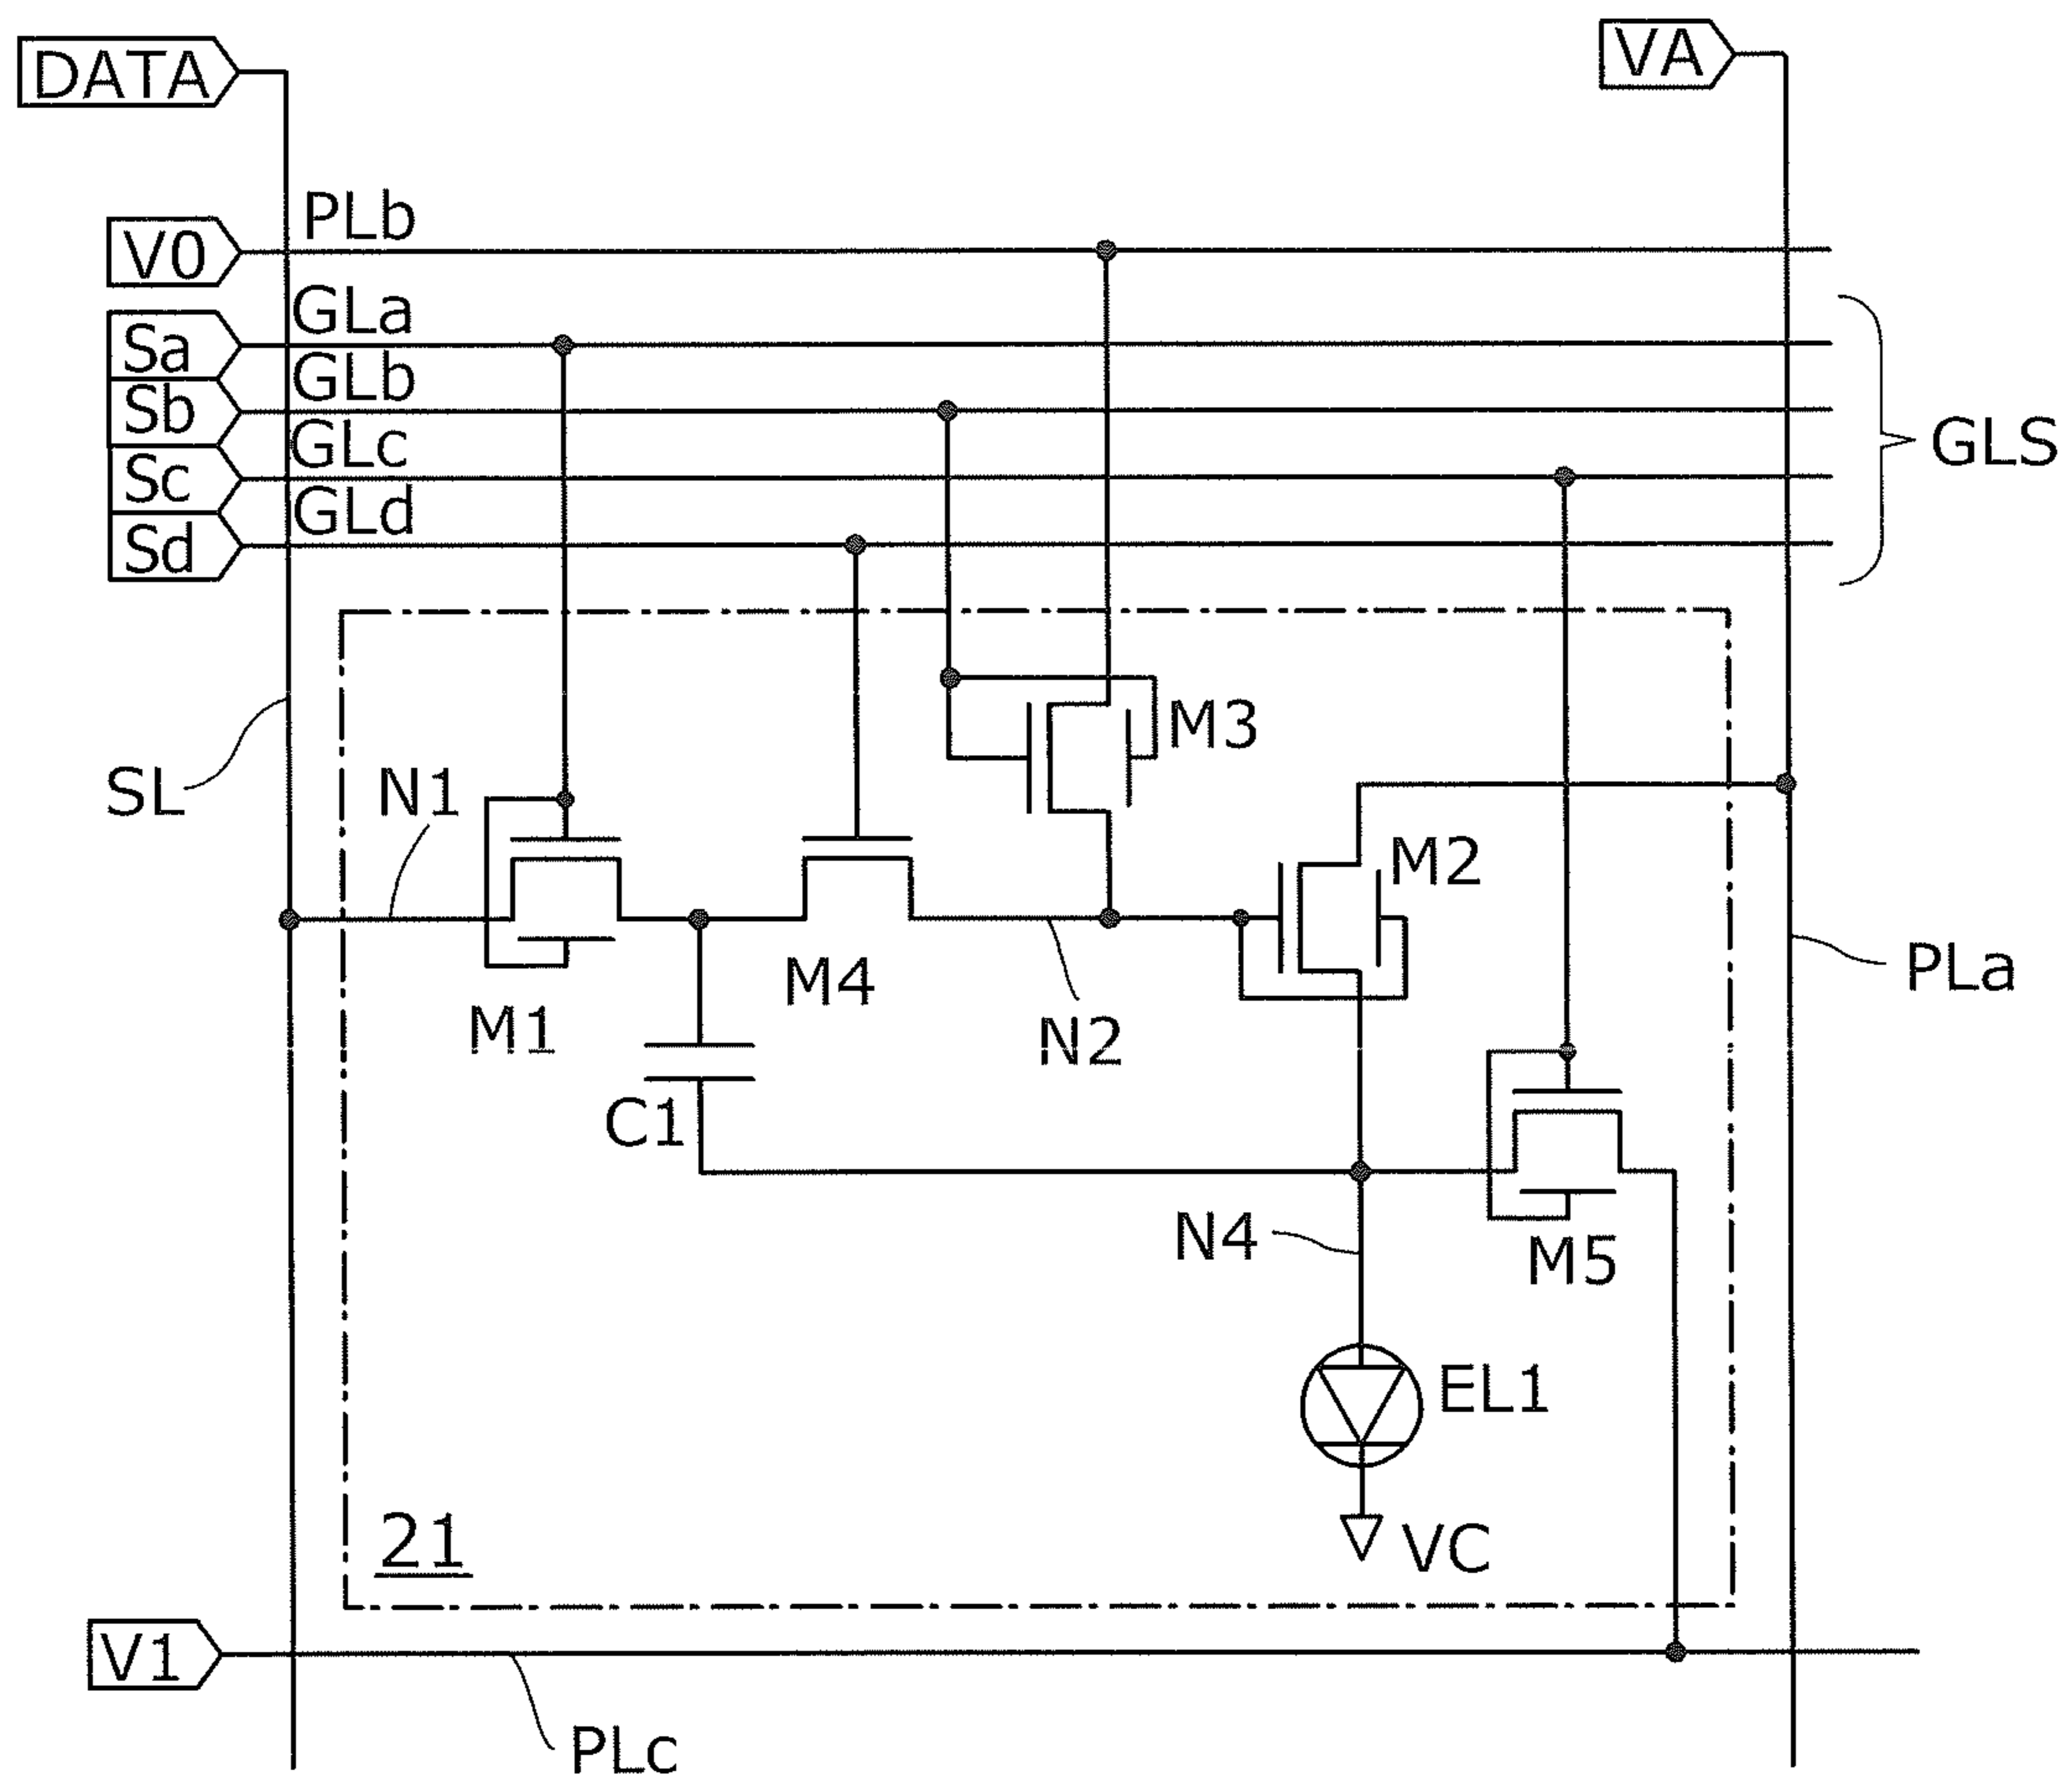 DATA
VA
PLb
V0
GLa
Sa
GLb
Sb
GLc
GLS
Sc
GLd
Sd
M3
SL
N1
M2
M4
PLa
M1
N2
C1
N4
M5
EL1
21
VC
V1
PLc